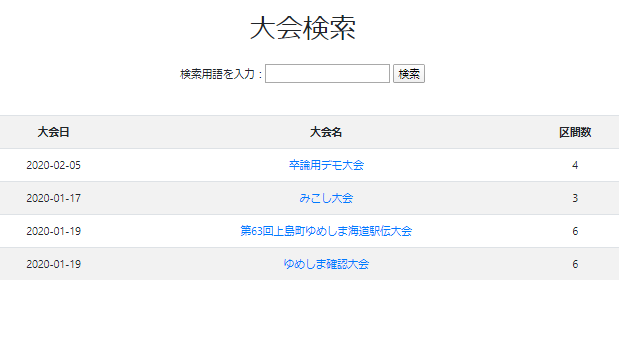 大会検索
検索用語を入力：検索
大会日 大会名 区間数
2020-02-05 卒論用デモ大会 4
2020-01-17 みこし大会 3
2020-01-19 第63回上島町ゆめしま海道駅伝大会 6
2020-01-19 ゆめしま確認大会 6